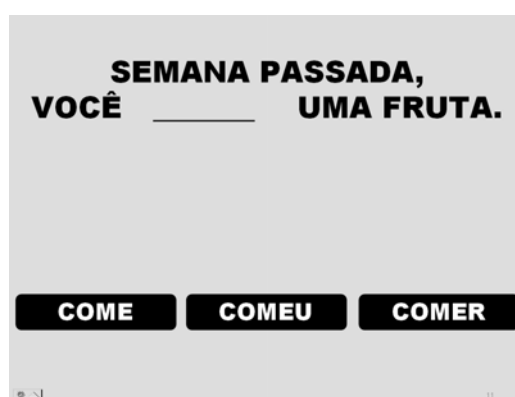 SEMANA PASSADA,
VOCÊ ______ UMA FRUTA.
COME COMEU COMER